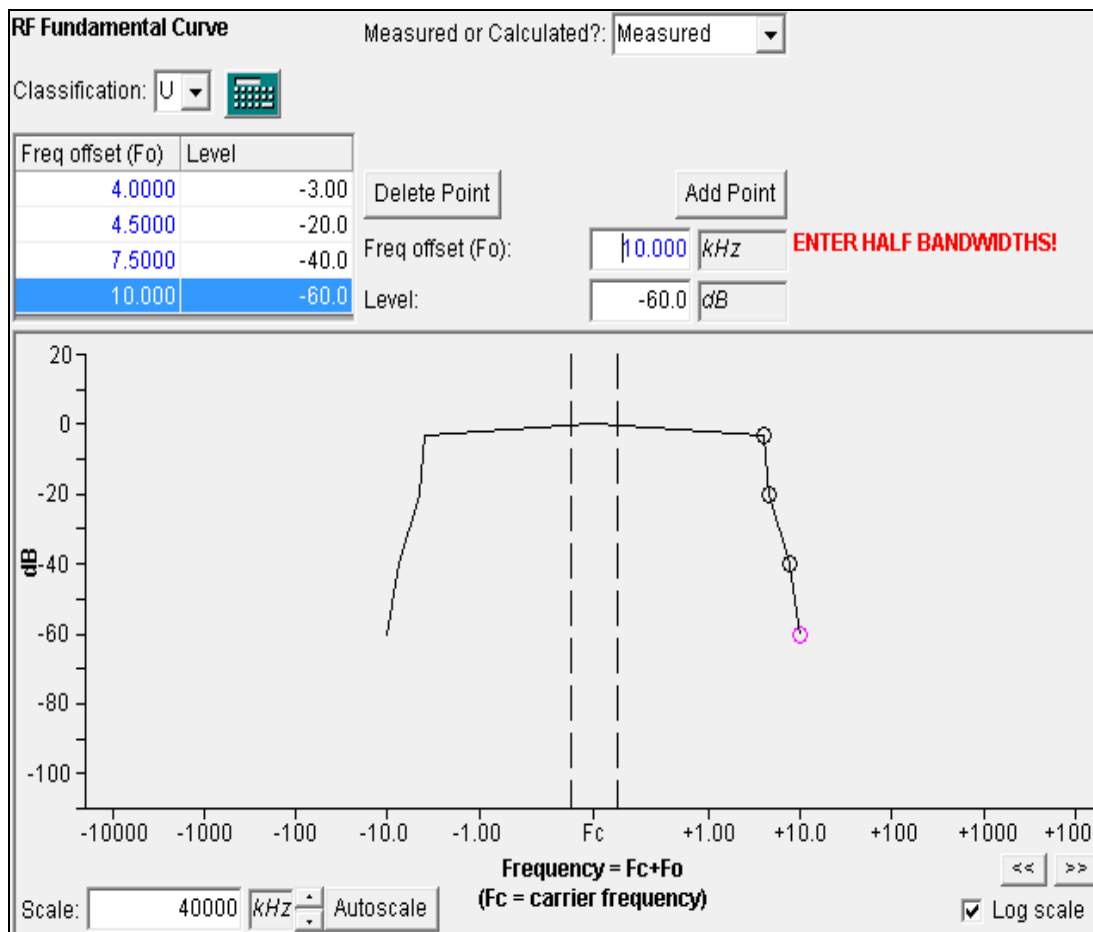 RF Fundamental Curve
Measured or Calculated?: Measured
Classification: U
Freq offset (Fo) Level
4.0000 -3.00
4.5000 -20.0
7.5000 -40.0
10.000 -60.0
Delete Point Add Point
Freq offset (Fo): 10.000 kHz ENTER HALF BANDWIDTHS!
Level: -60.0 dB
20
0
-20
-40
-60
-80
-100
dB
-10000 -1000 -100 -10.0 -1.00 Fc +1.00 +10.0 +100 +1000 +100
Frequency = Fc+Fo
(Fc = carrier frequency)
<< >>
Scale: 40000 kHz Autoscale
Log scale